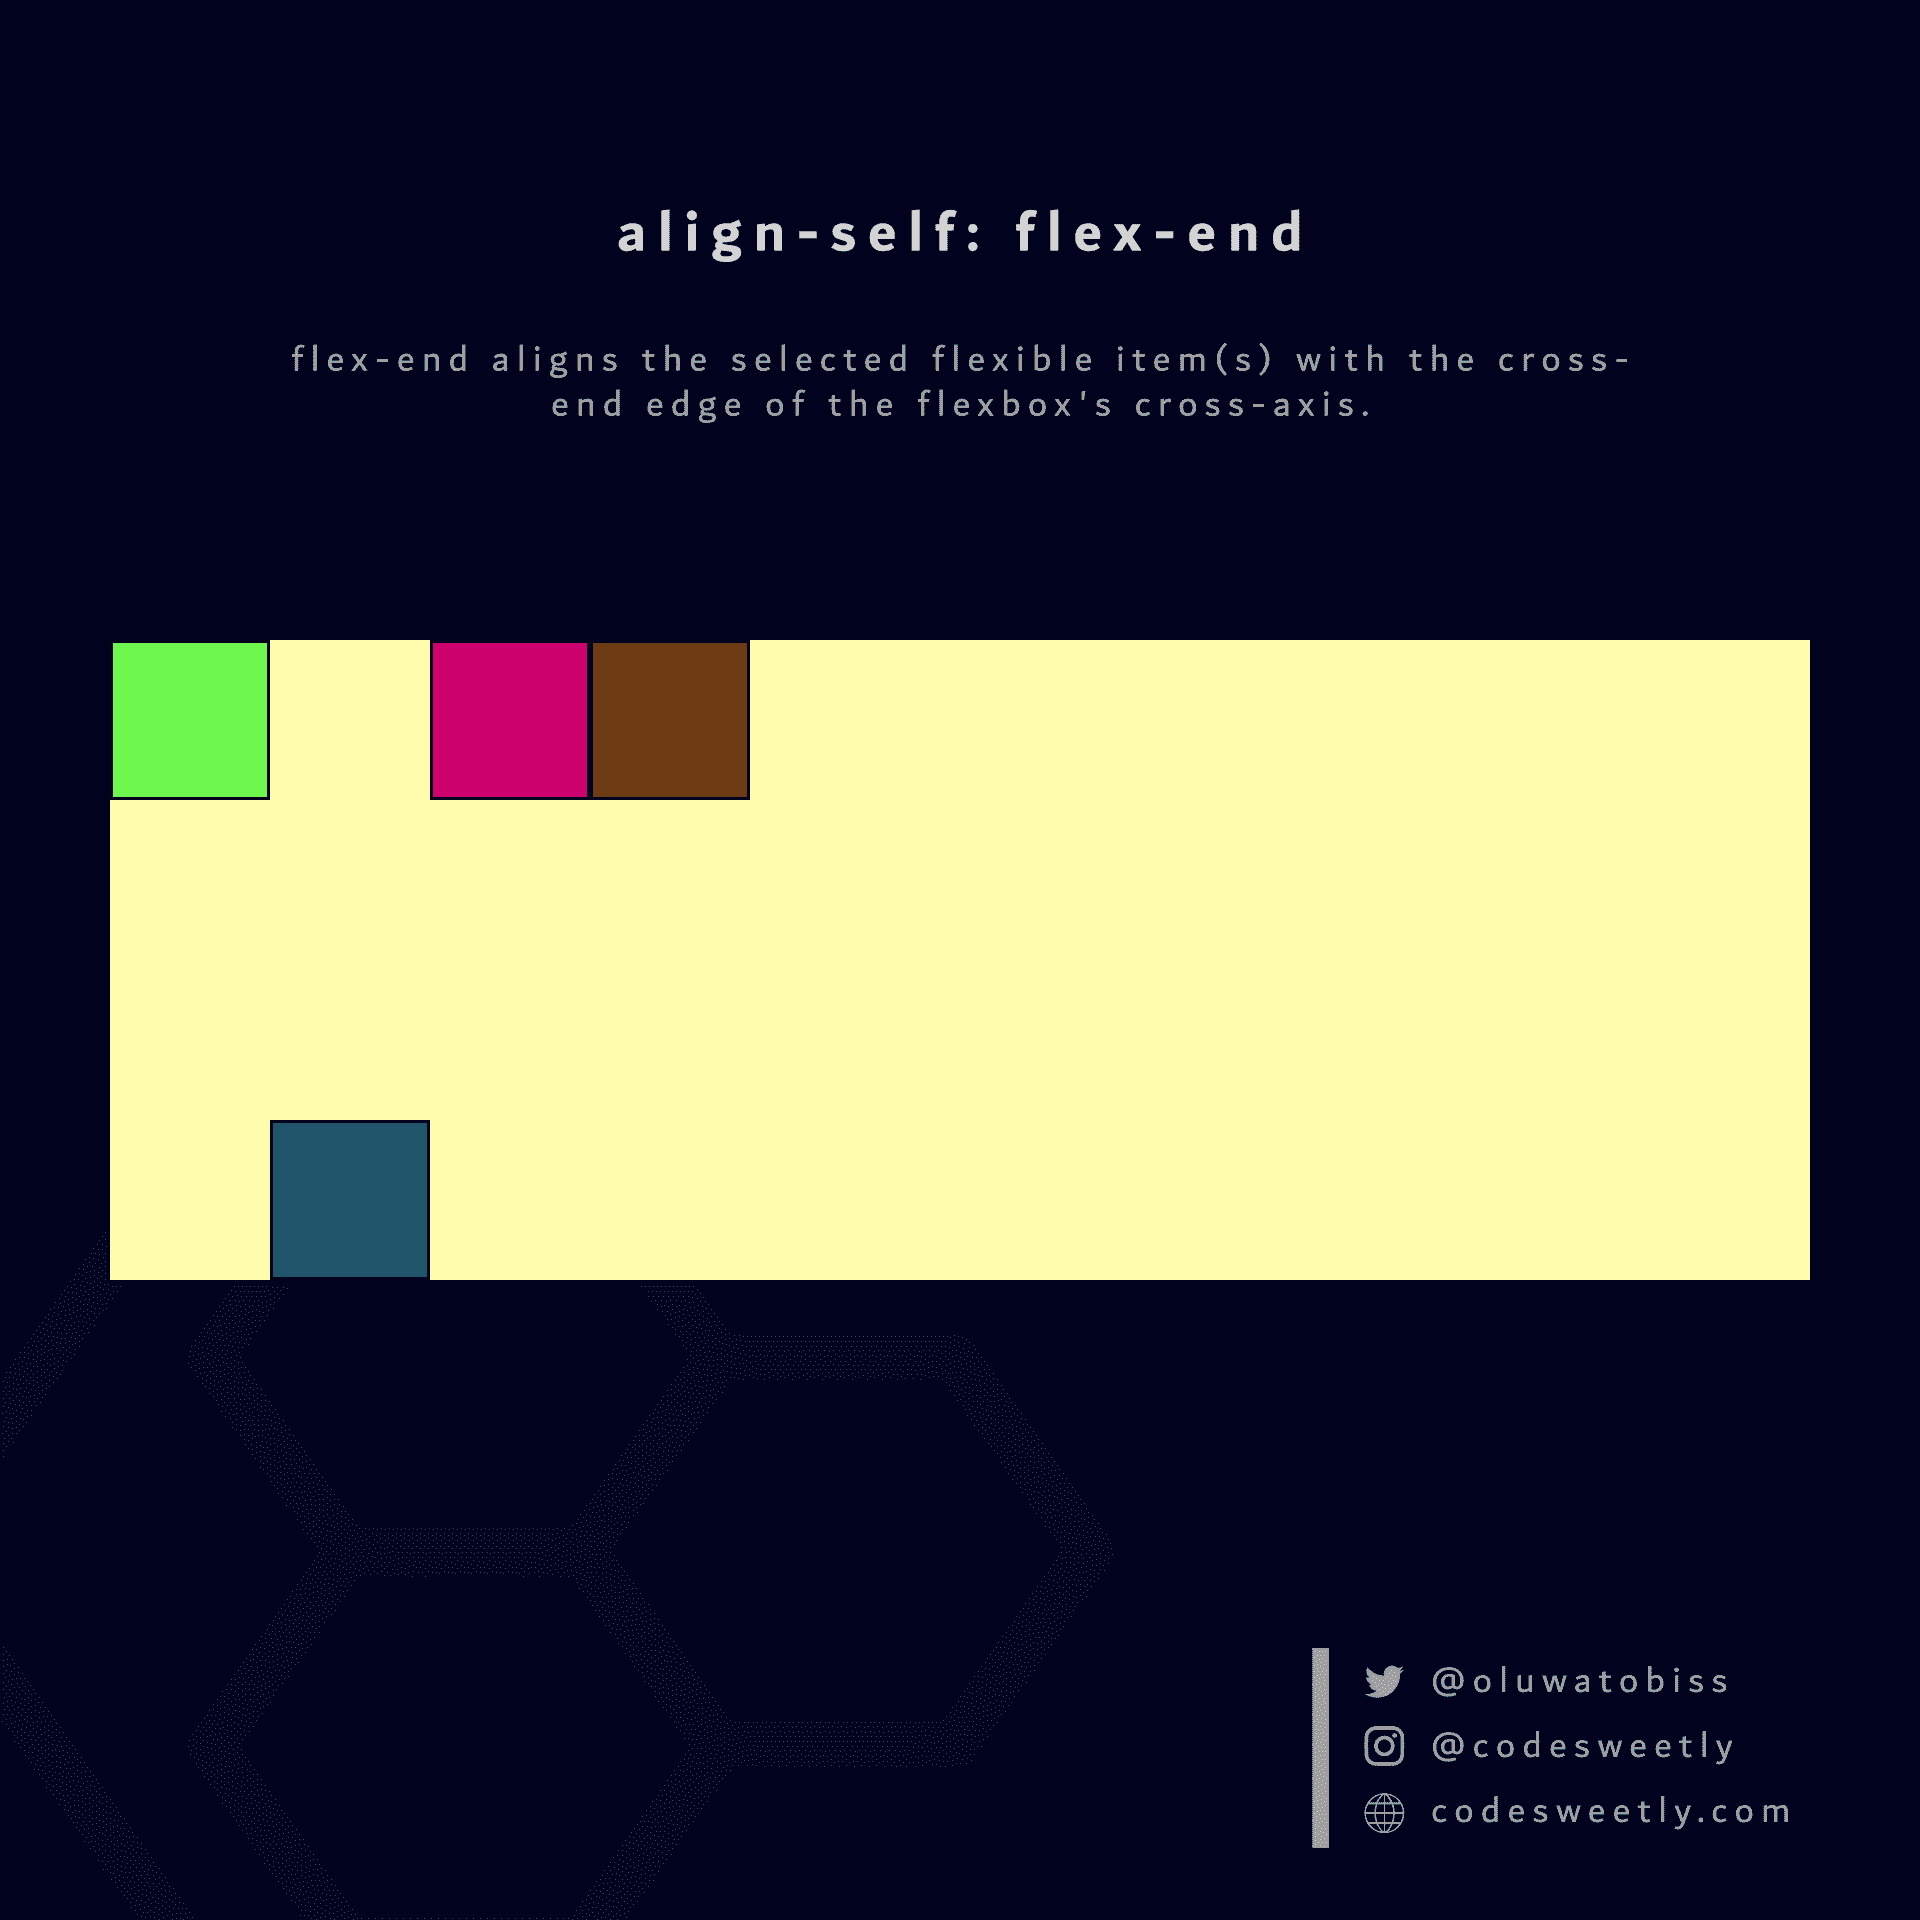 align-self: flex-end
flex-end aligns the selected flexible item(s) with the cross-
end edge of the flexbox's cross-axis.
@oluwatobiss
@codesweetly
codesweetly.com